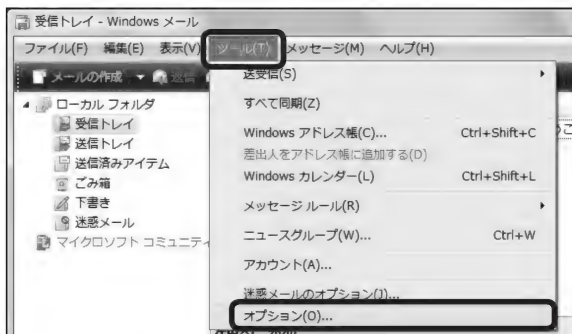 受信トレイ - Windows メール
ファイル(F) 編集(E) 表示(V) ツール(T) メッセージ(M) ヘルプ(H)
メールの作成 送信
送受信(S)
ローカル フォルダ
すべて同期(Z)
受信トレイ
Windows アドレス帳(C)... Ctrl+Shift+C
送信トレイ
差出人をアドレス帳に追加する(D)
送信済みアイテム
Windows カレンダー(L) Ctrl+Shift+L
ごみ箱
下書き
メッセージ ルール(R)
迷惑メール
マイクロソフト コミュニティ
ニュースグループ(W)... Ctrl+W
アカウント(A)...
迷惑メールのオプション(J)...
オプション(O)...